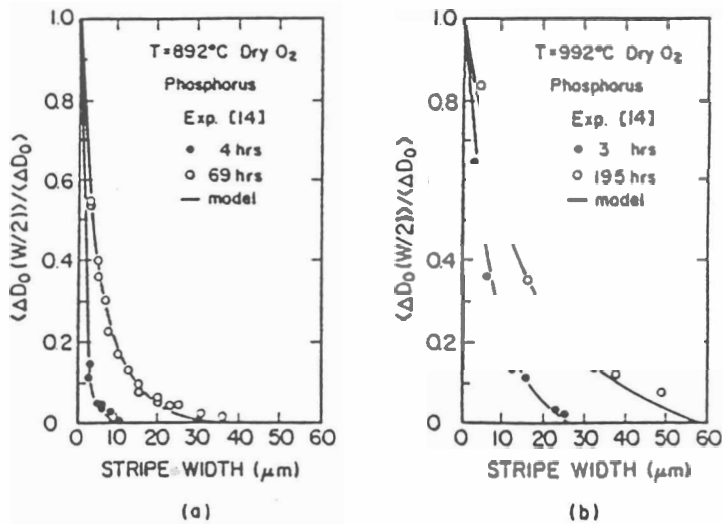 T=892°C Dry O₂
Phosphorus
Exp. [14]
● 4 hrs
○ 69 hrs
— model
⟨ΔD₀(W/2)⟩/⟨ΔD₀⟩
1.0
0.8
0.6
0.4
0.2
0
0 10 20 30 40 50 60
STRIPE WIDTH (μm)
(a)
T=992°C Dry O₂
Phosphorus
Exp. [14]
● 3 hrs
○ 195 hrs
— model
⟨ΔD₀(W/2)⟩/⟨ΔD₀⟩
1.0
0.8
0.4
0.2
0
0 10 20 30 40 50 60
STRIPE WIDTH (μm)
(b)